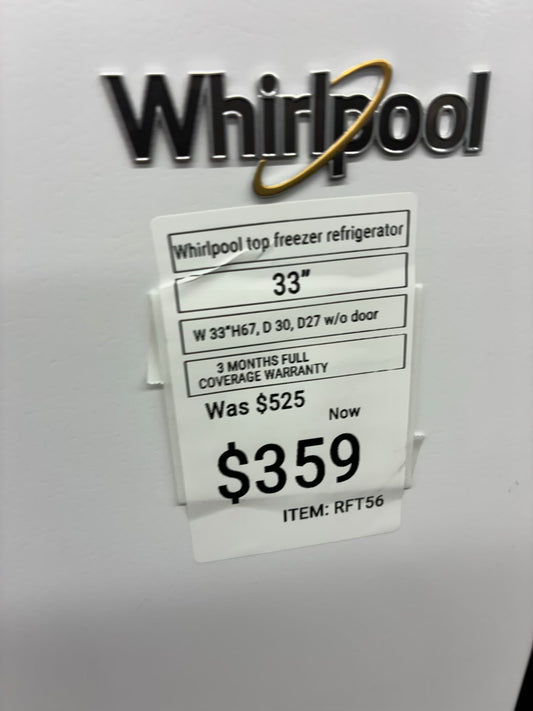 Whirlpool
Whirlpool top freezer refrigerator
33"
W 33"H67, D 30, D27 w/o door
3 MONTHS FULL
COVERAGE WARRANTY
Was $525
Now
$359
ITEM: RFT56